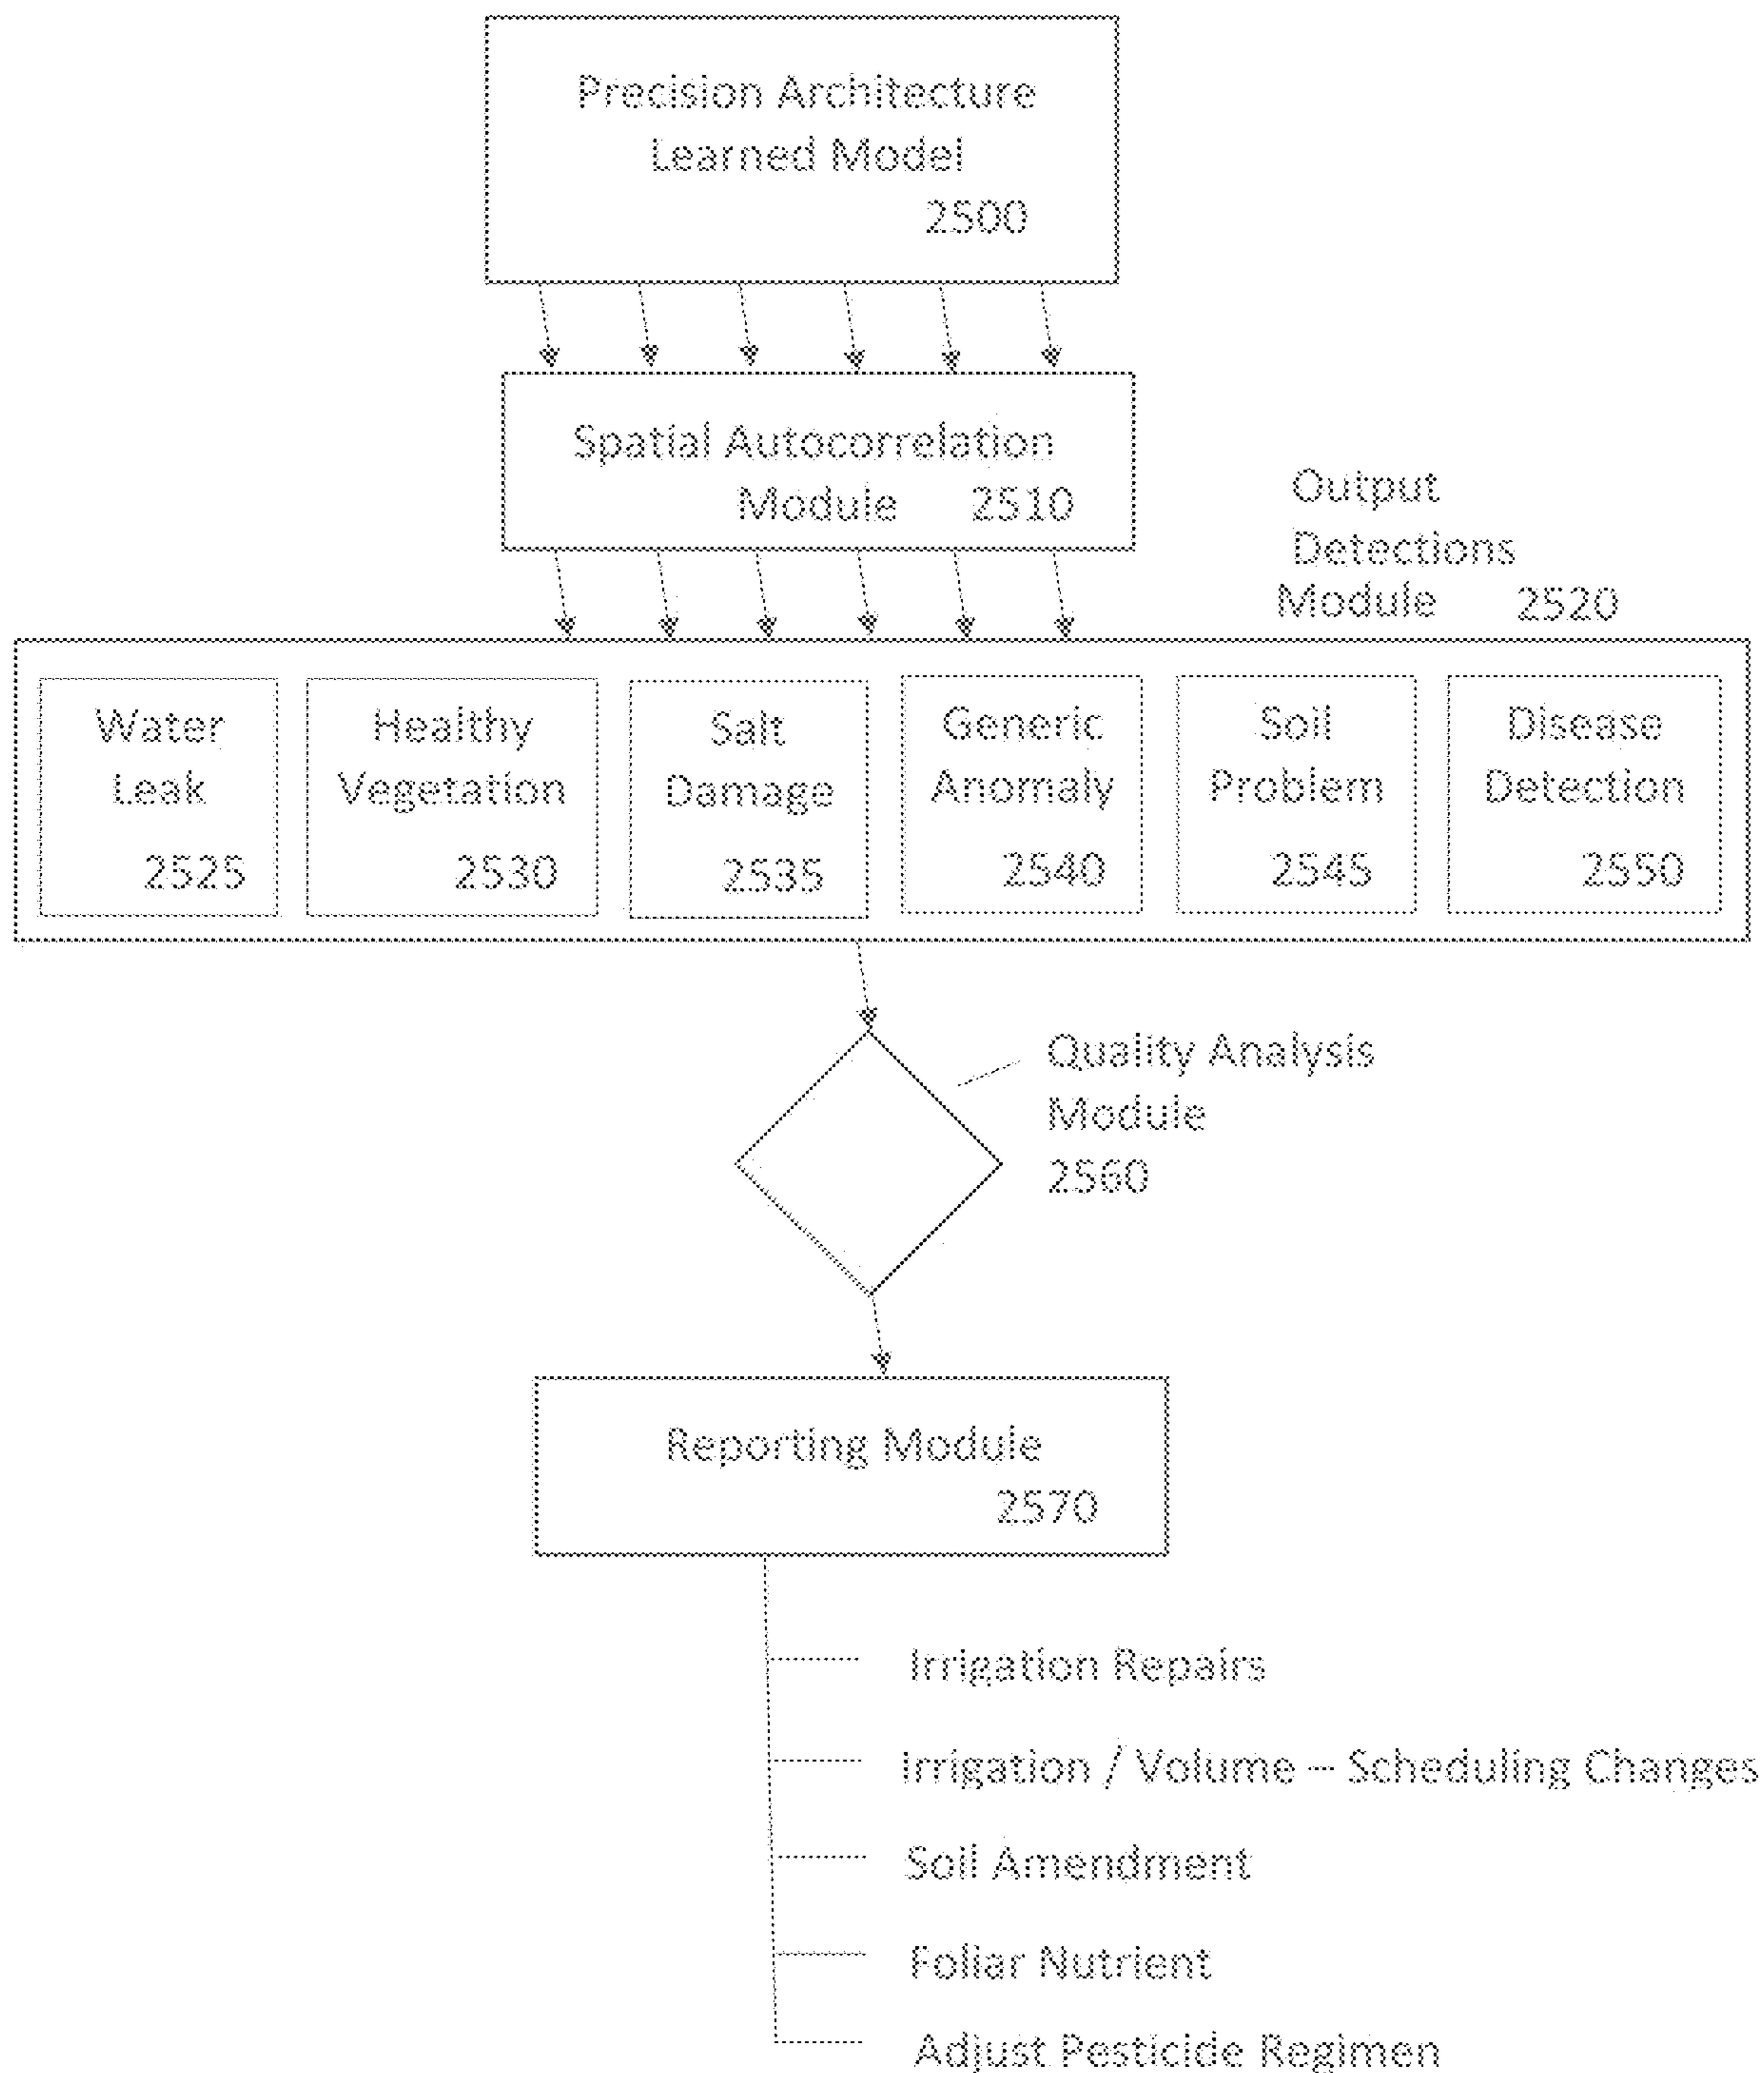 Precision Architecture
Learned Model
2500
Spatial Autocorrelation
Module 2510
Output
Detections
Module 2520
Water
Leak
2525
Healthy
Vegetation
2530
Salt
Damage
2535
Generic
Anomaly
2540
Soil
Problem
2545
Disease
Detection
2550
Quality Analysis
Module
2560
Reporting Module
2570
Irrigation Repairs
Irrigation / Volume – Scheduling Changes
Soil Amendment
Foliar Nutrient
Adjust Pesticide Regimen